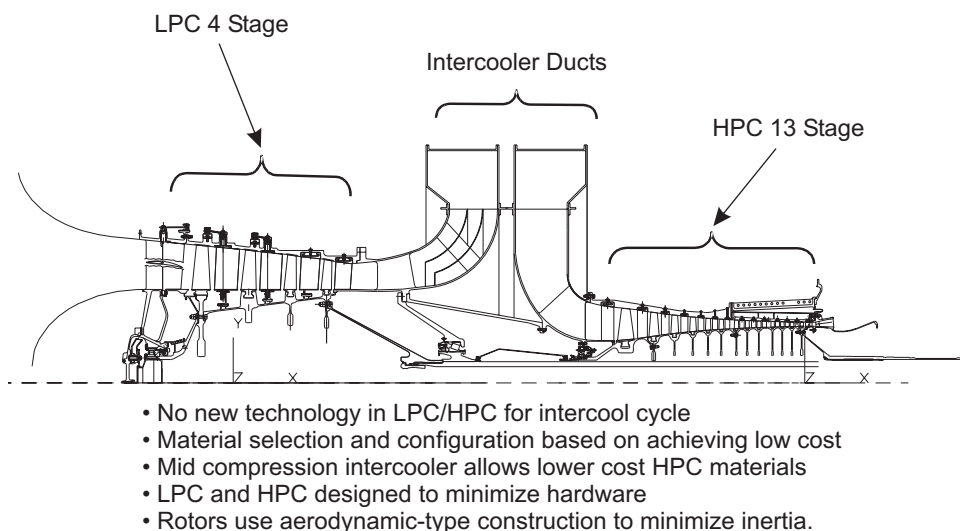 LPC 4 Stage
Intercooler Ducts
HPC 13 Stage
Y
Z X
Z X
• No new technology in LPC/HPC for intercool cycle
• Material selection and configuration based on achieving low cost
• Mid compression intercooler allows lower cost HPC materials
• LPC and HPC designed to minimize hardware
• Rotors use aerodynamic-type construction to minimize inertia.